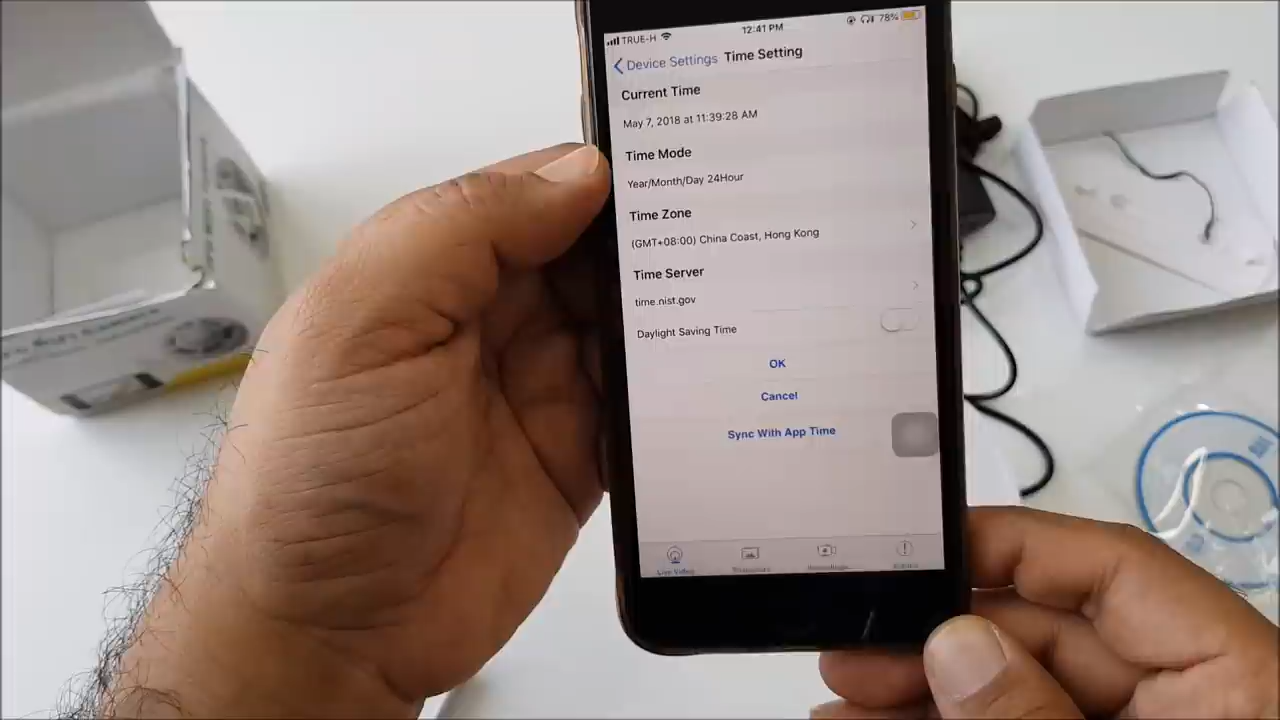 TRUE-H 12:41 PM 78%
Device Settings Time Setting
Current Time
May 7, 2018 at 11:39:28 AM
Time Mode
Year/Month/Day 24Hour
Time Zone
(GMT+08:00) China Coast, Hong Kong
Time Server
time.nist.gov
Daylight Saving Time
OK
Cancel
Sync With App Time
Live Video